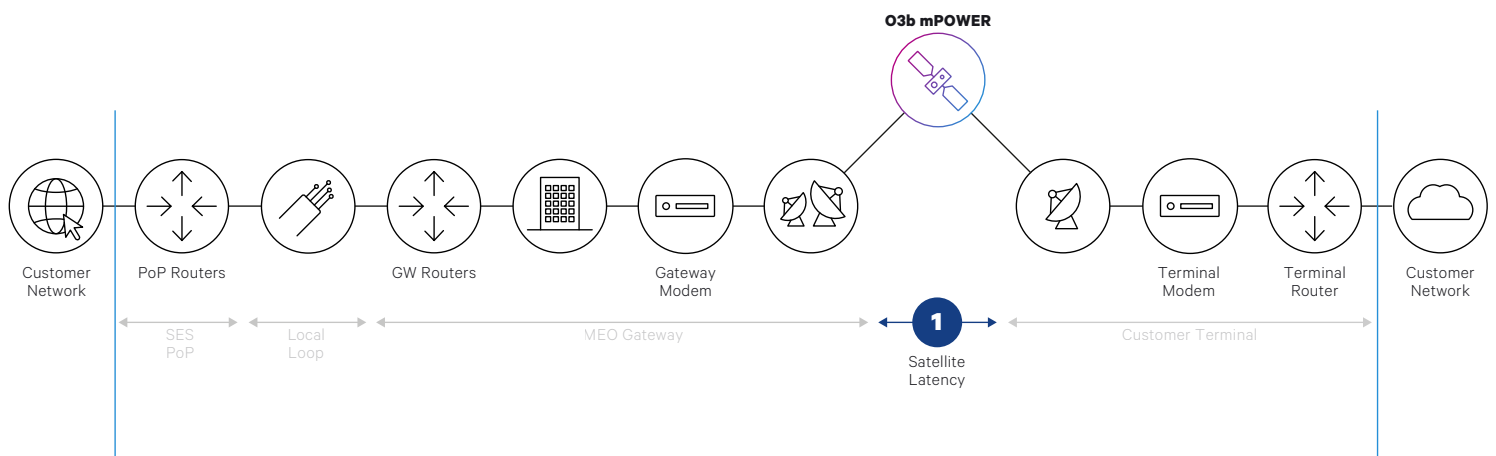 O3b mPOWER
Customer
Network
PoP Routers
GW Routers
Gateway
Modem
Terminal
Modem
Terminal
Router
Customer
Network
SES
PoP
Local
Loop
MEO Gateway
1
Satellite
Latency
Customer Terminal